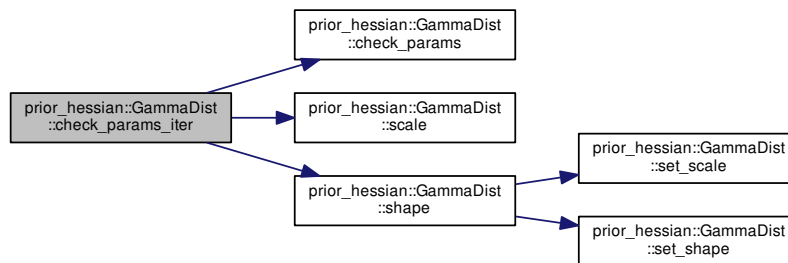 prior_hessian::GammaDist
::check_params_iter
prior_hessian::GammaDist
::check_params
prior_hessian::GammaDist
::scale
prior_hessian::GammaDist
::shape
prior_hessian::GammaDist
::set_scale
prior_hessian::GammaDist
::set_shape